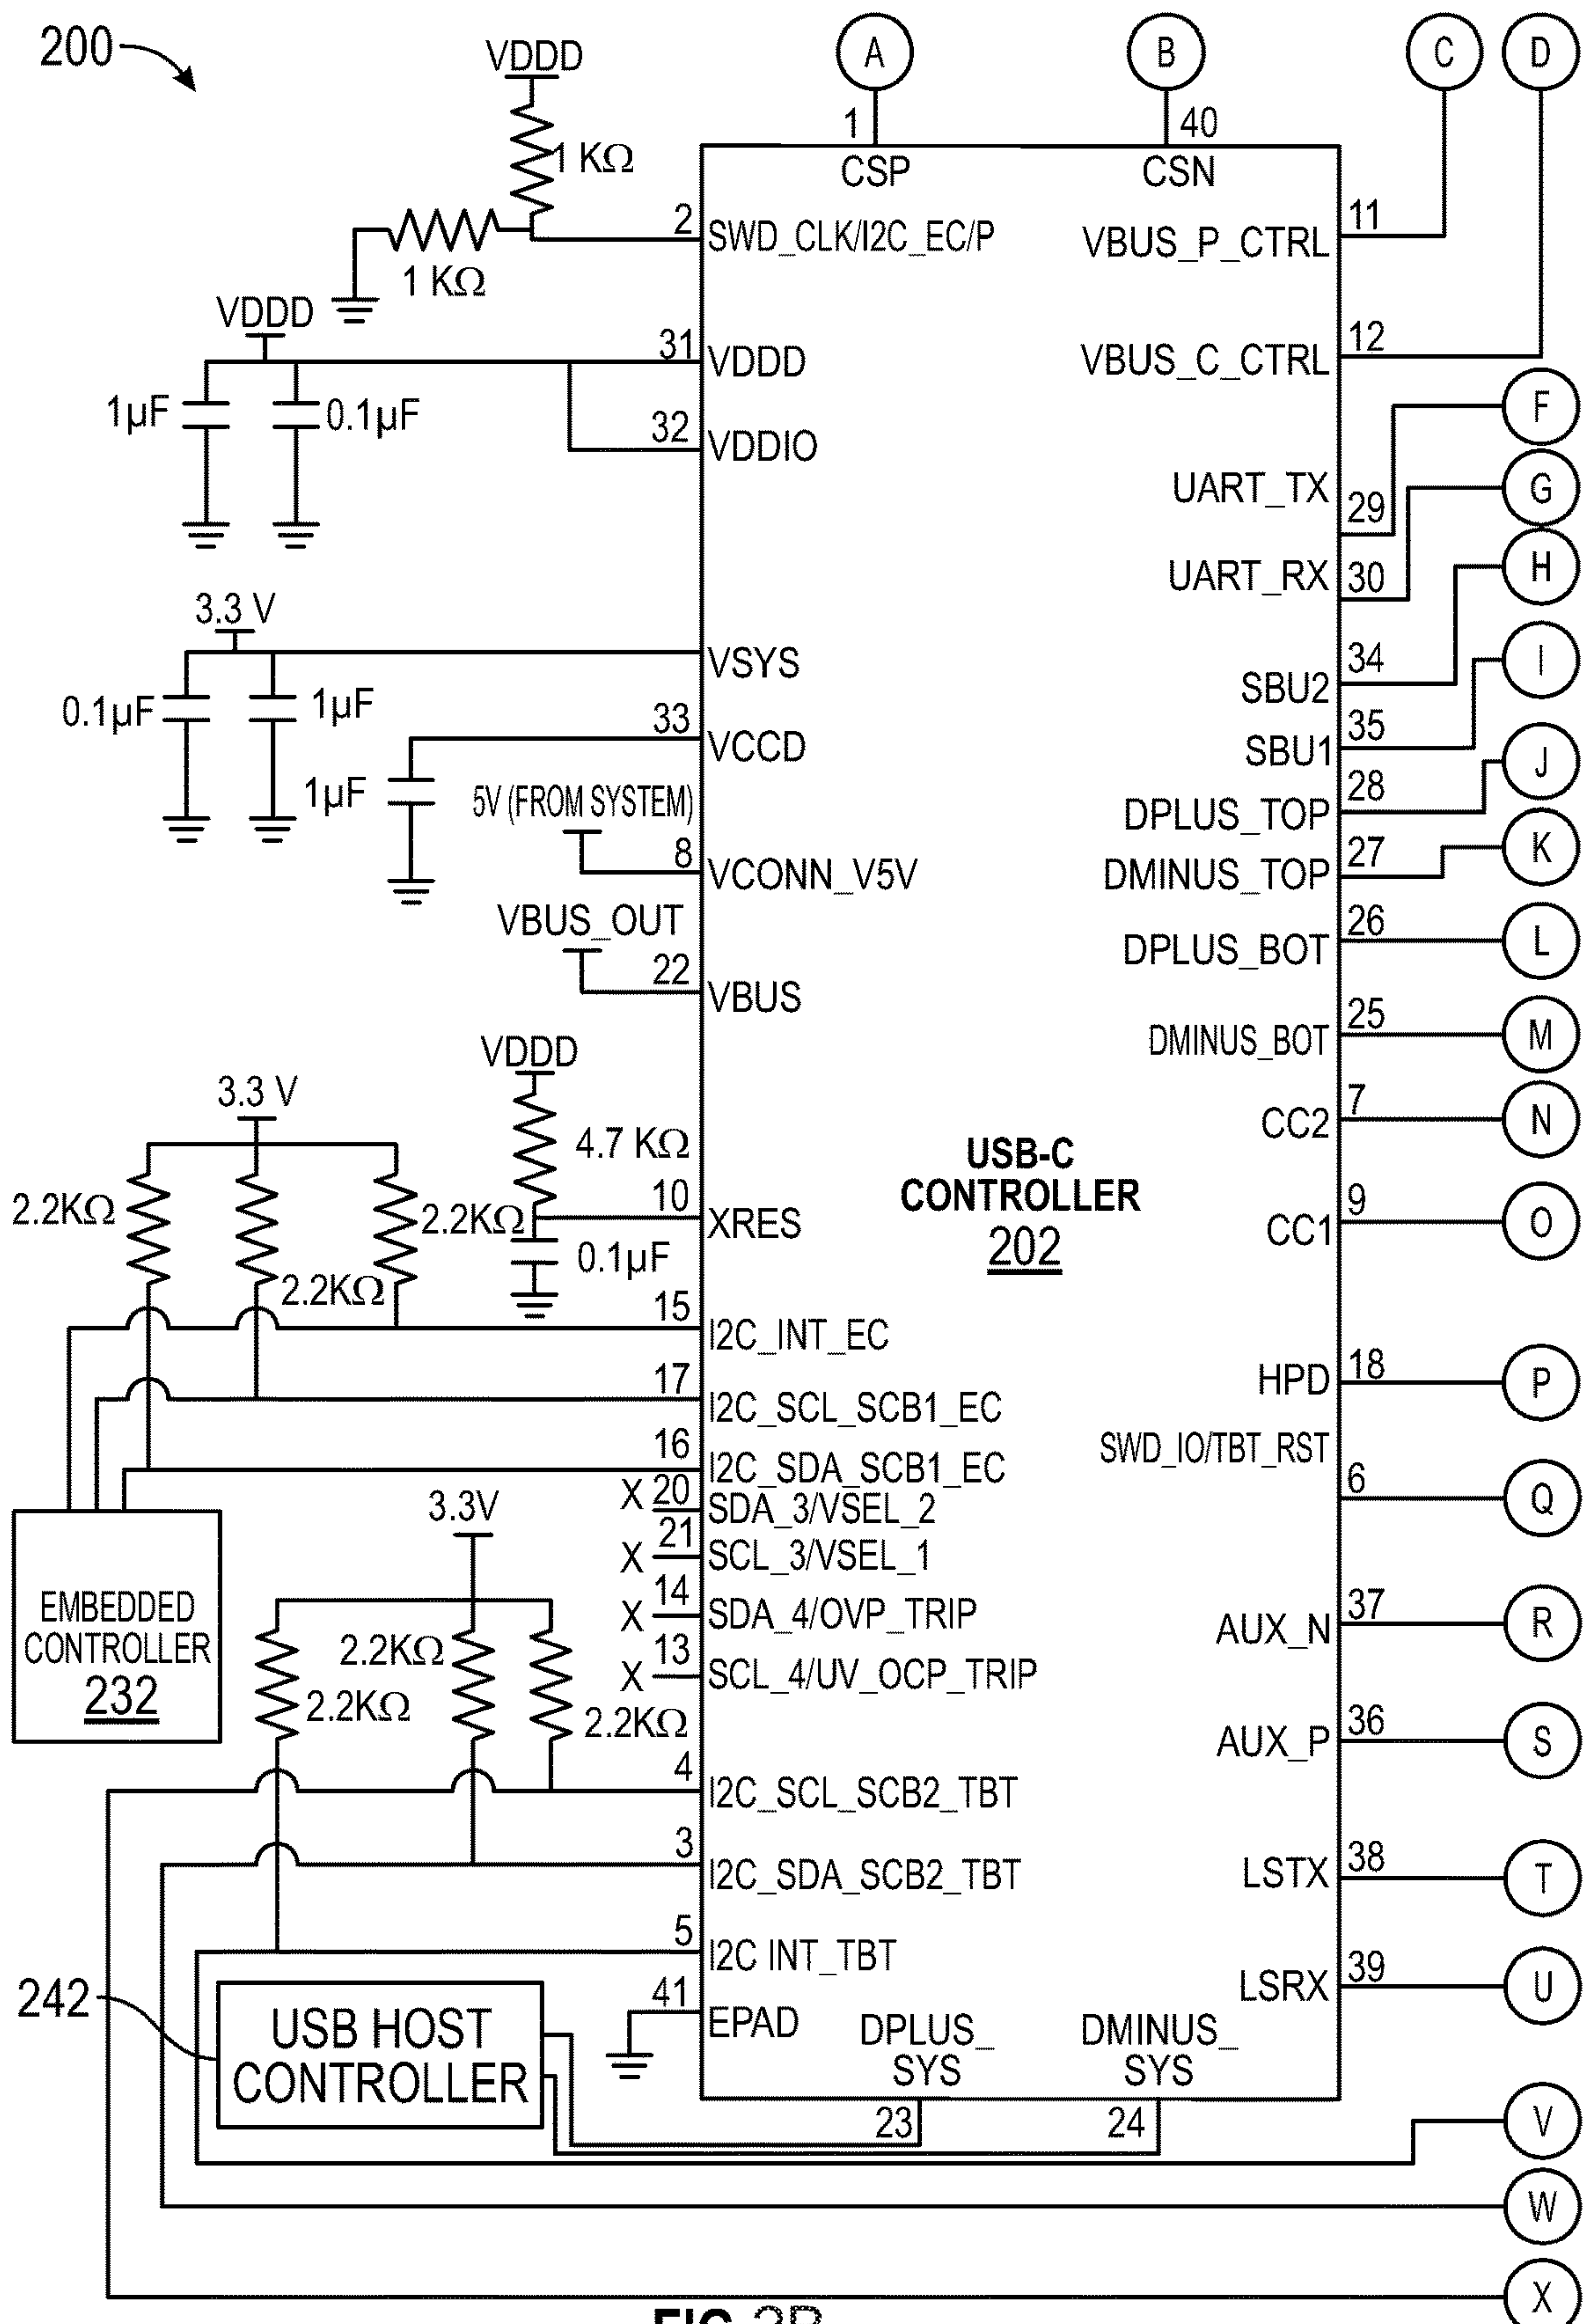 200
VDDD
A
B
C
D
1
40
1 KΩ
CSP
CSN
2
SWD_CLK/I2C_EC/P
VBUS_P_CTRL
11
1 KΩ
VDDD
31
VDDD
VBUS_C_CTRL
12
1µF
0.1µF
32
VDDIO
F
UART_TX
29
G
UART_RX
30
H
3.3 V
VSYS
34
I
0.1µF
1µF
33
SBU2
VCCD
35
SBU1
J
1µF
5V (FROM SYSTEM)
28
DPLUS_TOP
8
VCONN_V5V
DMINUS_TOP
27
K
VBUS_OUT
26
DPLUS_BOT
L
22
VBUS
25
DMINUS_BOT
M
VDDD
3.3 V
7
CC2
N
4.7 KΩ
USB-C
CONTROLLER
202
2.2KΩ
2.2KΩ
10
XRES
9
CC1
O
0.1µF
2.2KΩ
15
I2C_INT_EC
HPD
18
P
17
I2C_SCL_SCB1_EC
SWD_IO/TBT_RST
16
I2C_SDA_SCB1_EC
6
Q
3.3V
X
20
SDA_3/VSEL_2
21
X
SCL_3/VSEL_1
14
X
SDA_4/OVP_TRIP
AUX_N
37
R
13
X
SCL_4/UV_OCP_TRIP
EMBEDDED
CONTROLLER
232
2.2KΩ
2.2KΩ
2.2KΩ
AUX_P
36
S
4
I2C_SCL_SCB2_TBT
3
I2C_SDA_SCB2_TBT
LSTX
38
T
5
I2C INT_TBT
LSRX
39
U
242
USB HOST
CONTROLLER
41
EPAD
DPLUS_
SYS
DMINUS_
SYS
23
24
V
W
X
FIG. 2B